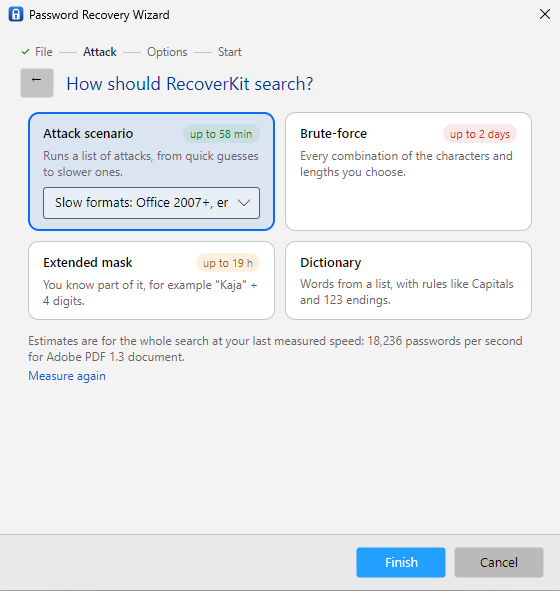 Password Recovery Wizard
File
Attack
Options
Start
How should RecoverKit search?
Attack scenario
up to 58 min
Runs a list of attacks, from quick guesses
to slower ones.
Slow formats: Office 2007+, er
Brute-force
up to 2 days
Every combination of the characters and
lengths you choose.
Extended mask
up to 19 h
You know part of it, for example "Kaja" +
4 digits.
Dictionary
Words from a list, with rules like Capitals
and 123 endings.
Estimates are for the whole search at your last measured speed: 18,236 passwords per second
for Adobe PDF 1.3 document.
Measure again
Finish
Cancel